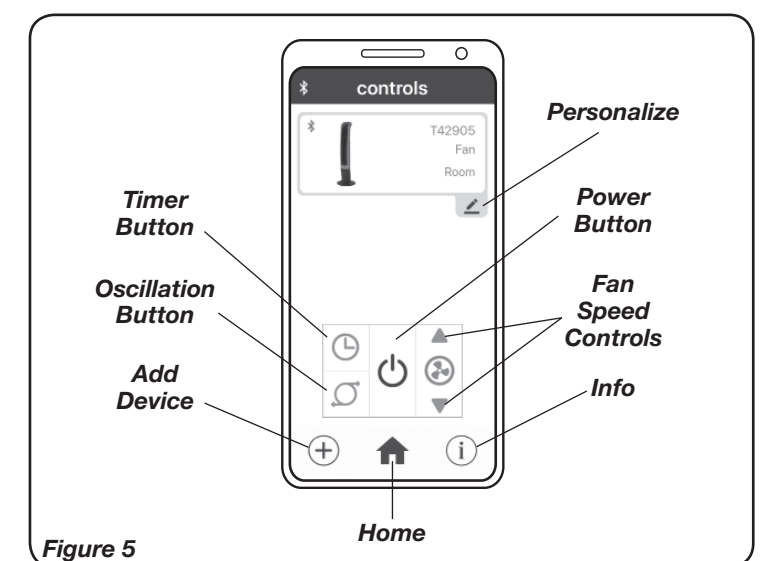 controls
T42905
Fan
Room
Personalize
Timer
Button
Power
Button
Oscillation
Button
Fan
Speed
Controls
Add
Device
Info
i
Home
Figure 5